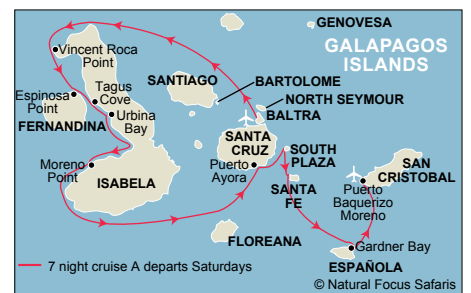 GENOVESA
GALAPAGOS
ISLANDS
Vincent Roca
Point
SANTIAGO
BARTOLOME
Tagus
Cove
NORTH SEYMOUR
Espinosa
Point
BALTRA
FERNANDINA
Urbina
Bay
SANTA
CRUZ
SOUTH
PLAZA
Moreno
Point
Puerto
Ayora
SAN
CRISTOBAL
ISABELA
SANTA
FE
Puerto
Baquerizo
Moreno
FLOREANA
Gardner Bay
ESPAÑOLA
7 night cruise A departs Saturdays
© Natural Focus Safaris